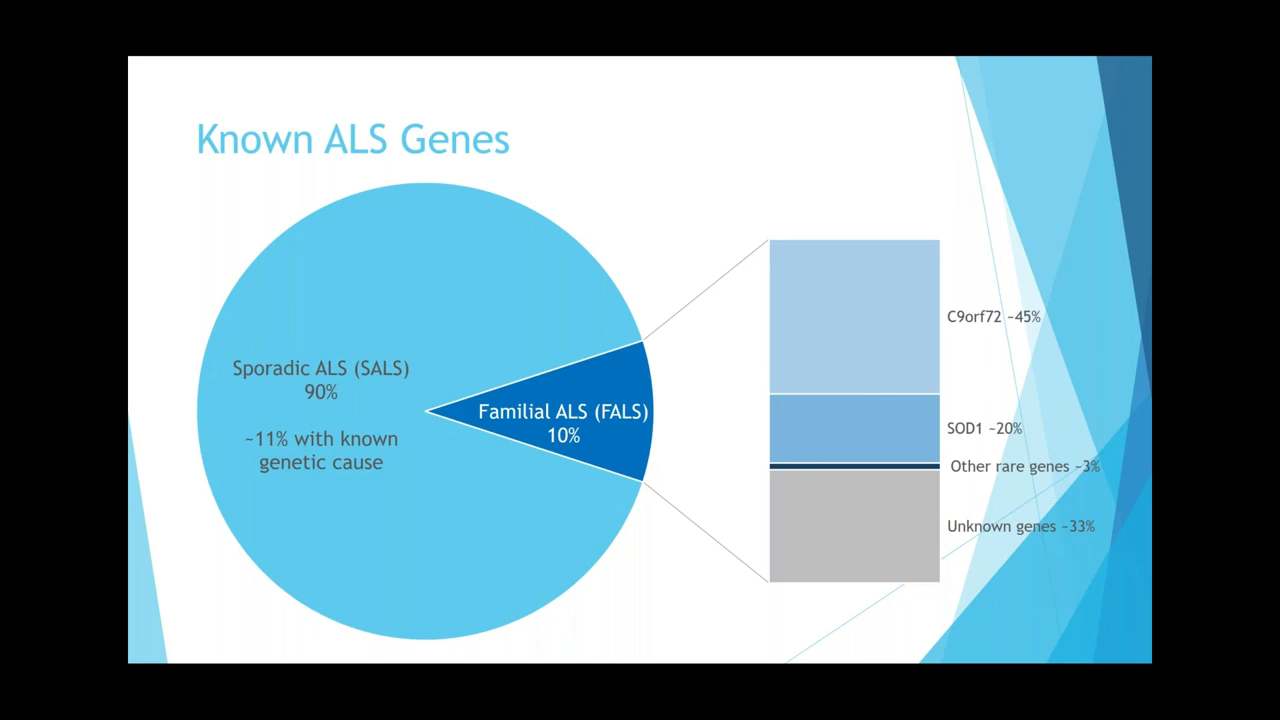 Known ALS Genes
Sporadic ALS (SALS)
90%
~11% with known
genetic cause
Familial ALS (FALS)
10%
C9orf72 ~45%
SOD1 ~20%
Other rare genes ~3%
Unknown genes ~33%